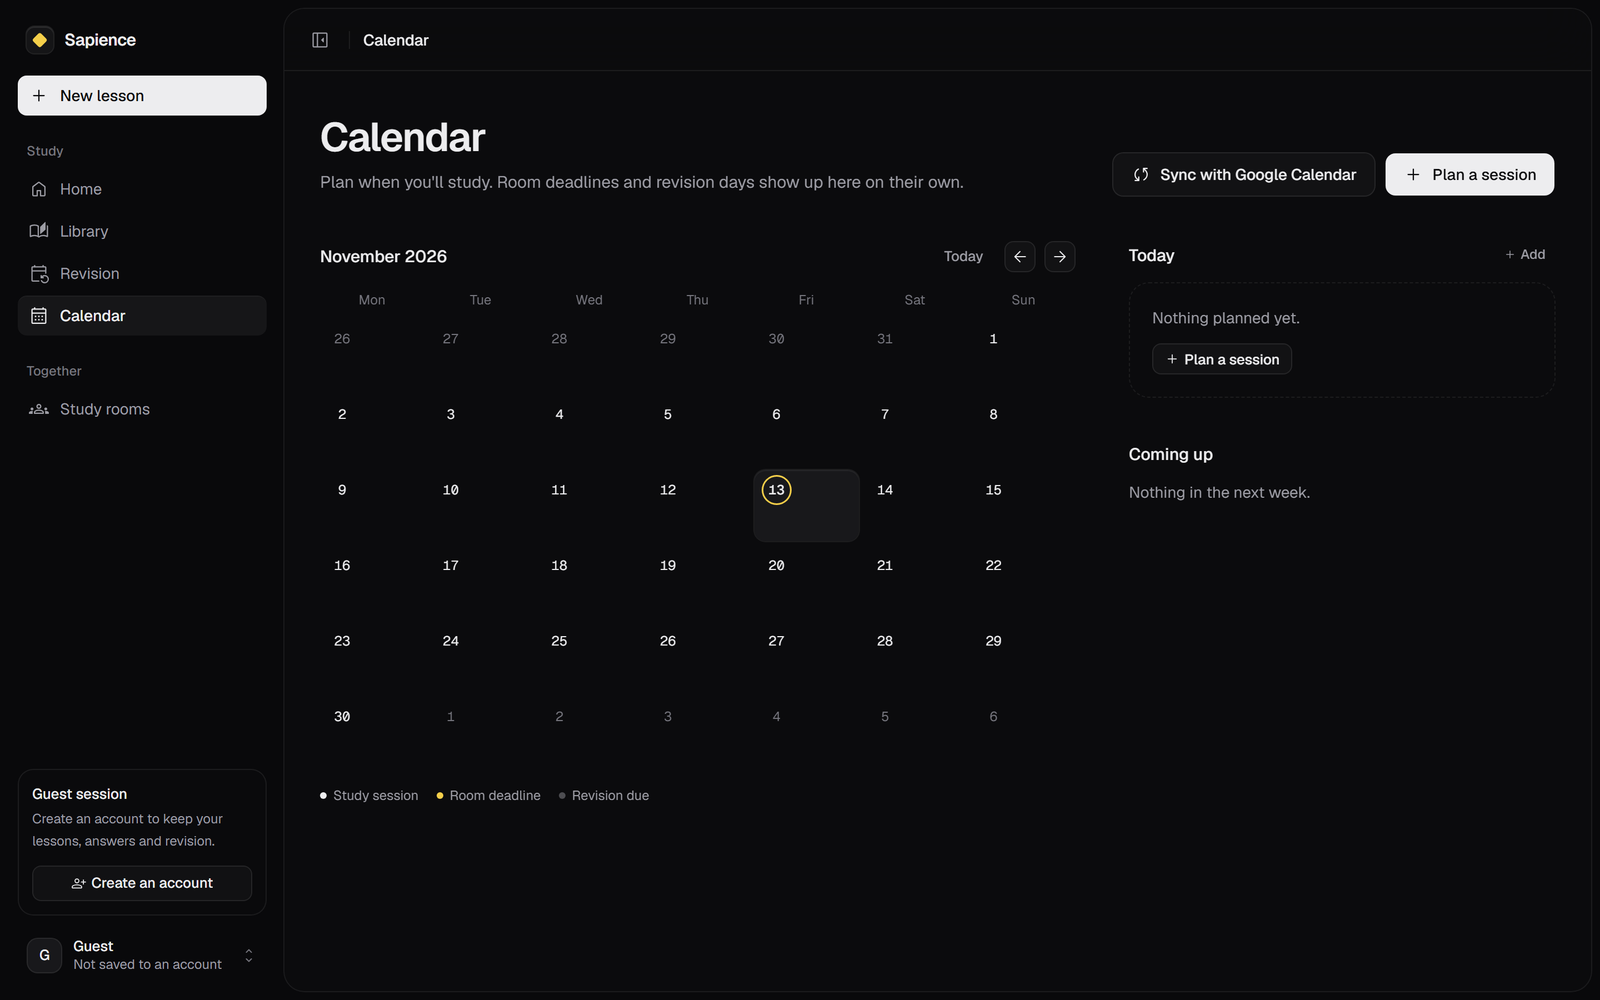 Sapience
New lesson
Study
Home
Library
Revision
Calendar
Together
Study rooms
Guest session
Create an account to keep your
lessons, answers and revision.
Create an account
G
Guest
Not saved to an account
Calendar
Calendar
Plan when you'll study. Room deadlines and revision days show up here on their own.
Sync with Google Calendar
Plan a session
November 2026
Today
Mon Tue Wed Thu Fri Sat Sun
26 27 28 29 30 31 1
2 3 4 5 6 7 8
9 10 11 12 13 14 15
16 17 18 19 20 21 22
23 24 25 26 27 28 29
30 1 2 3 4 5 6
Study session Room deadline Revision due
Today
Add
Nothing planned yet.
Plan a session
Coming up
Nothing in the next week.